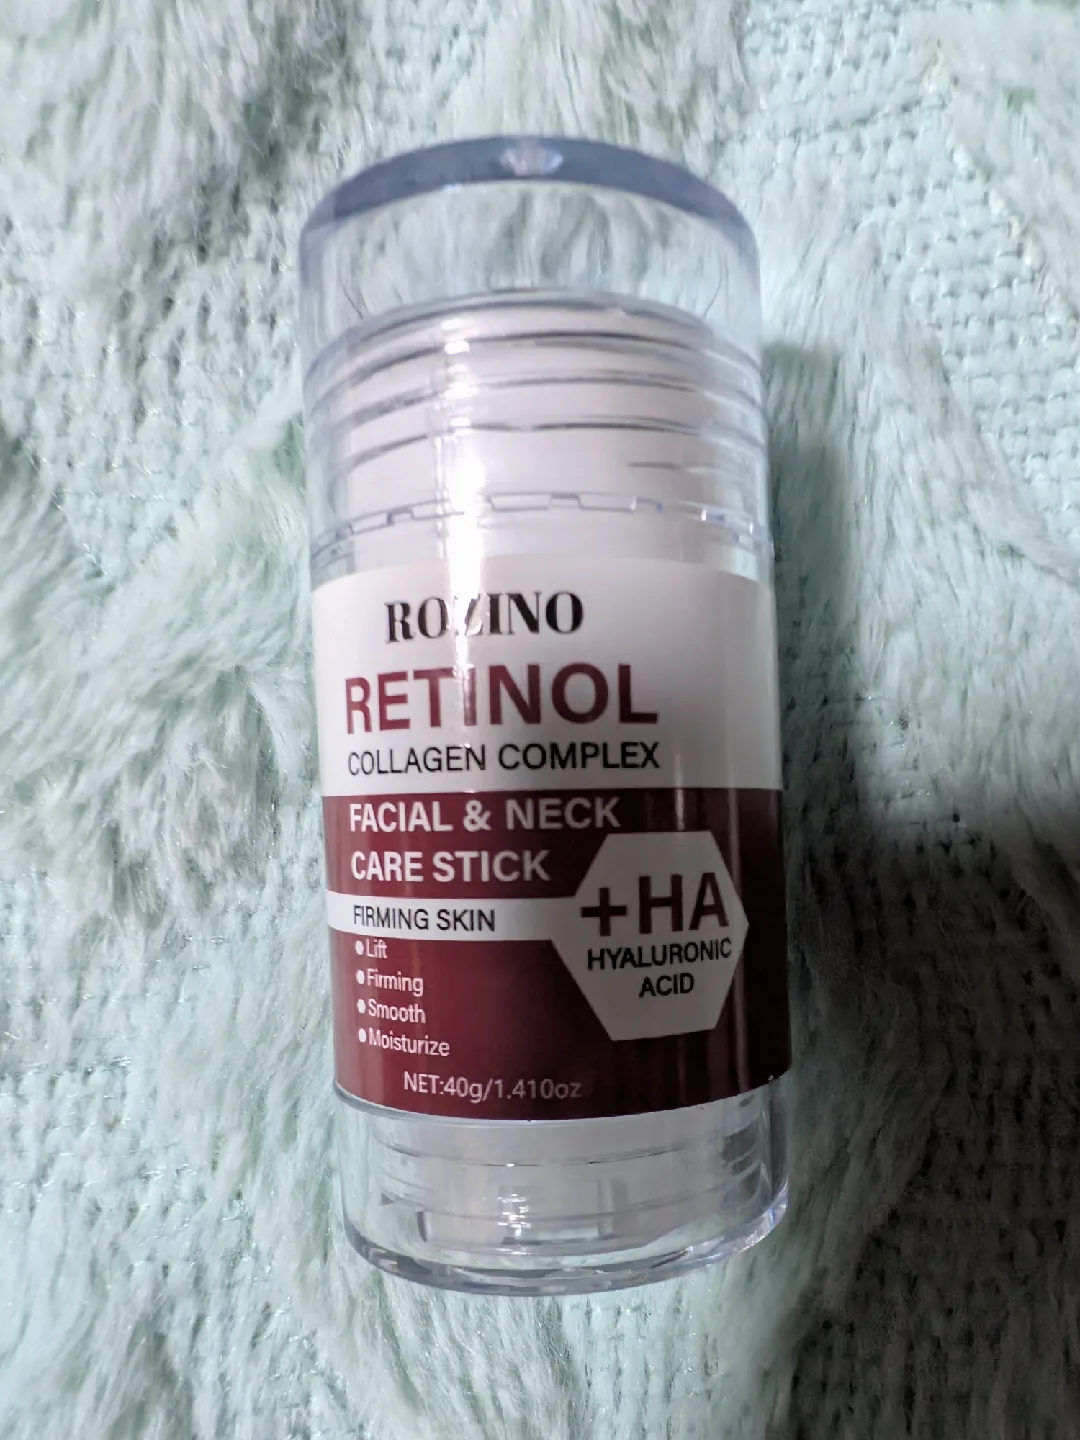 ROZINO
RETINOL
COLLAGEN COMPLEX
FACIAL & NECK
CARE STICK
FIRMING SKIN
• Lift
• Firming
• Smooth
• Moisturize
+HA
HYALURONIC
ACID
NET:40g/1.410oz